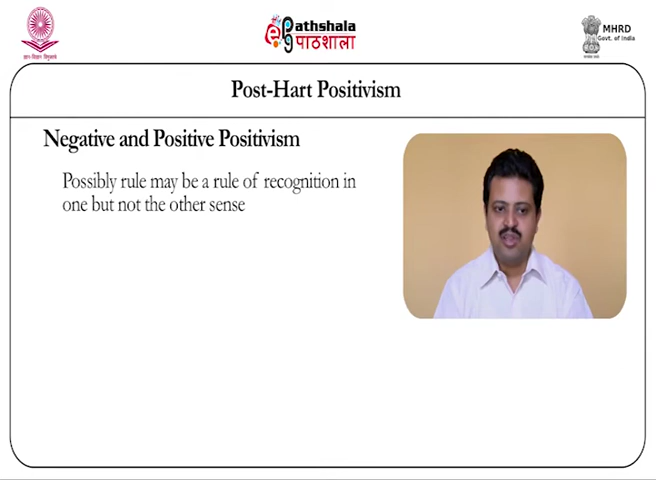 Pathshala
पाठशाला
MHRD
Govt. of India
Post-Hart Positivism
Negative and Positive Positivism
Possibly rule may be a rule of recognition in
one but not the other sense